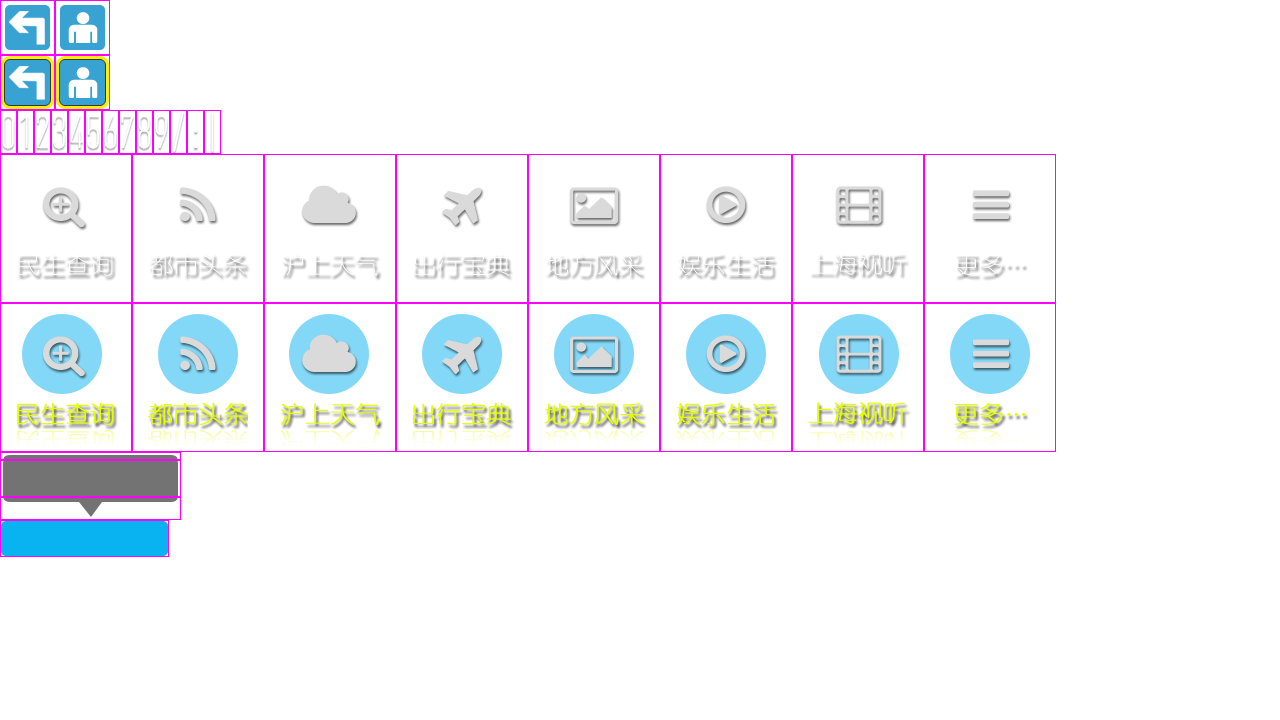 0123456789/:
民生查询 都市头条 沪上天气 出行宝典 地方风采 娱乐生活 上海视听 更多…
民生查询 都市头条 沪上天气 出行宝典 地方风采 娱乐生活 上海视听 更多…